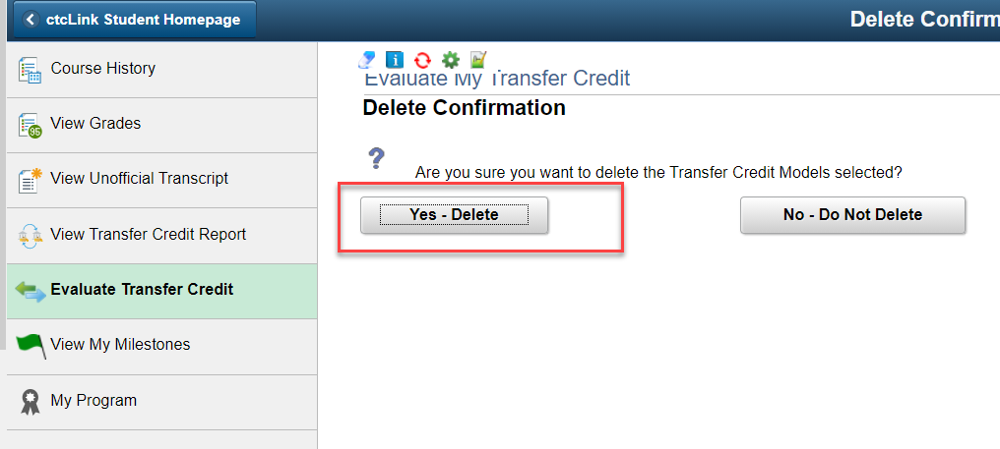 ctcLink Student Homepage
Delete Confirm
Course History
95
View Grades
View Unofficial Transcript
View Transfer Credit Report
Evaluate Transfer Credit
View My Milestones
My Program
i
Evaluate My Transfer Credit
Delete Confirmation
?
Are you sure you want to delete the Transfer Credit Models selected?
Yes - Delete
No - Do Not Delete